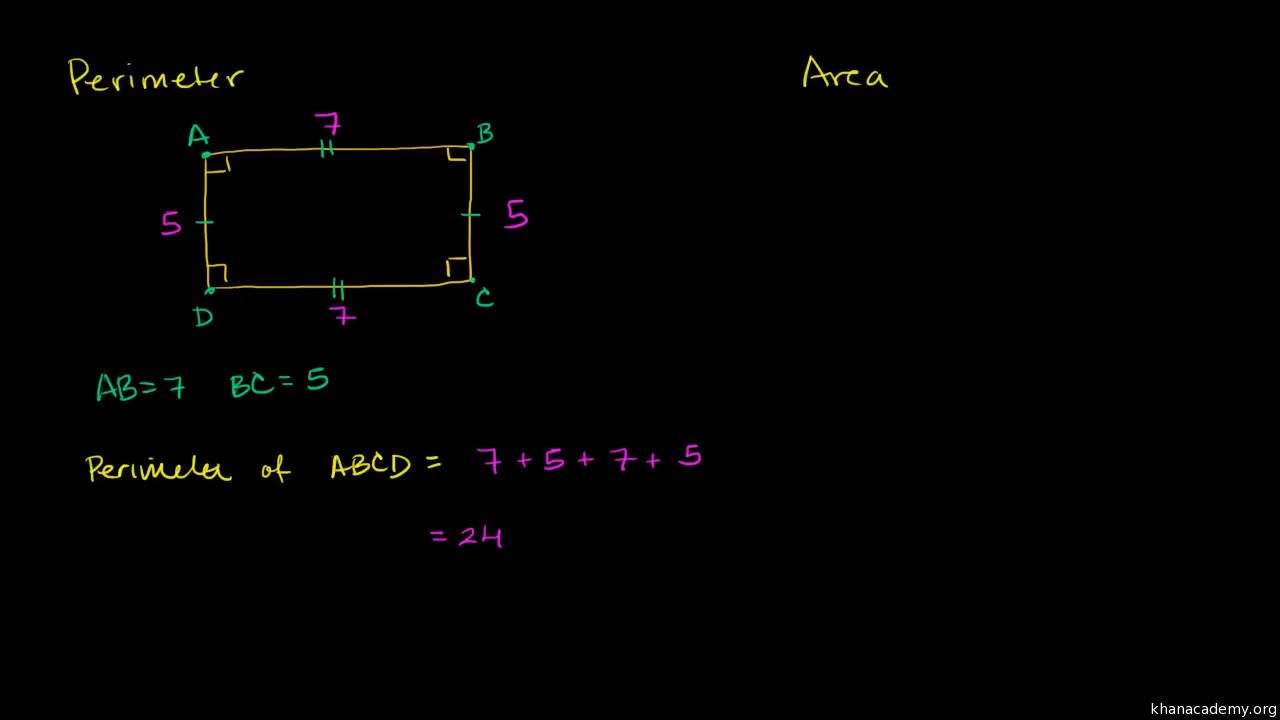 Perimeter
Area
A
7
B
5
5
D
7
C
AB=7 BC=5
Perimeter of ABCD = 7 + 5 + 7 + 5
= 24
khanacademy.org